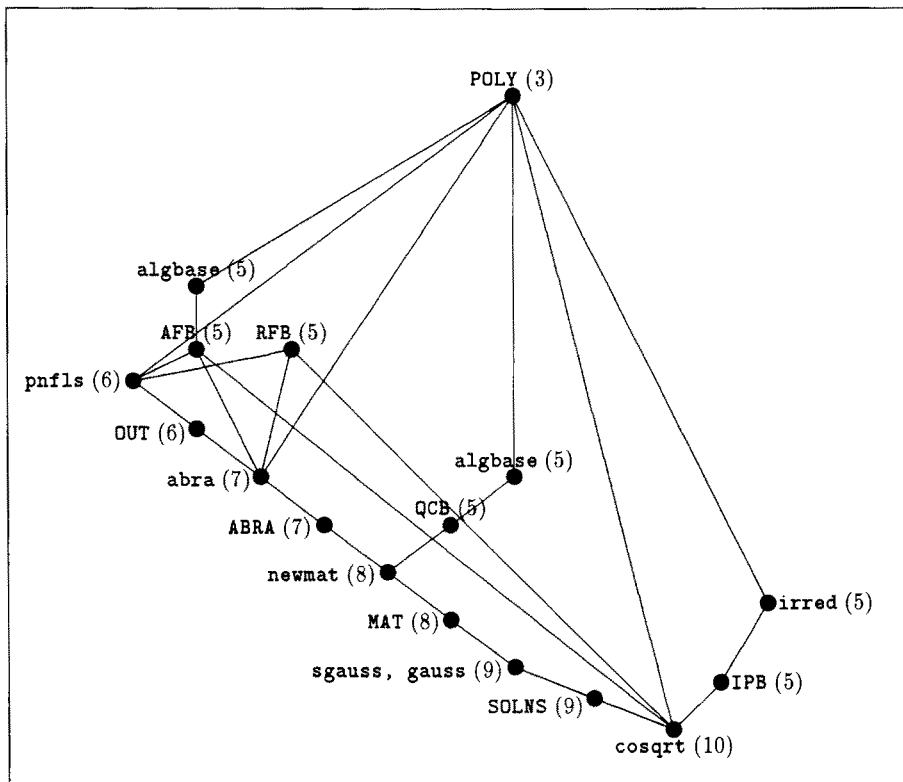 POLY (3)
algbase (5)
AFB (5)
RFB (5)
pnfls (6)
OUT (6)
abra (7)
algbase (5)
ABRA (7)
QCB (5)
newmat (8)
MAT (8)
irred (5)
sgauss, gauss (9)
IPB (5)
SOLNS (9)
cosqrt (10)